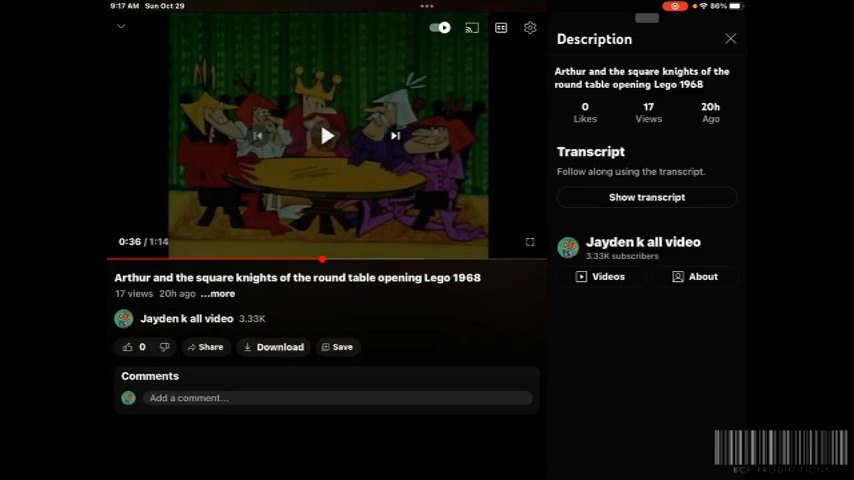 9:17 AM Sun Oct 29
86%
CC
0:36 / 1:14
Arthur and the square knights of the round table opening Lego 1968
17 views 20h ago ...more
Jayden k all video 3.33K
0 Share Download Save
Comments
Add a comment...
Description
Arthur and the square knights of the
round table opening Lego 1968
0 17 20h
Likes Views Ago
Transcript
Follow along using the transcript.
Show transcript
Jayden k all video
3.33K subscribers
Videos About
BCF PRODUCTIONS